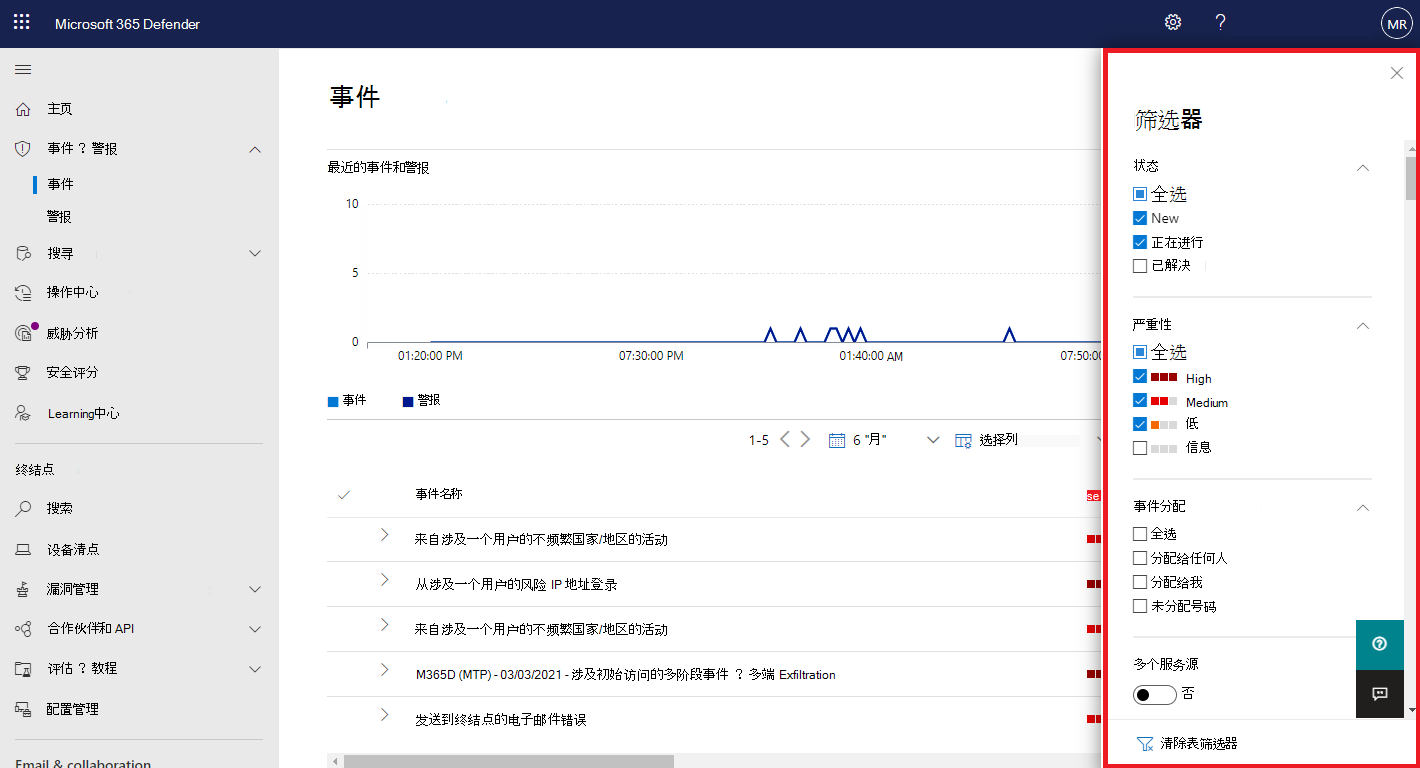 Microsoft 365 Defender
?
MR
主页
事件 ? 警报
事件
警报
搜寻
操作中心
威胁分析
安全评分
Learning中心
终结点
搜索
设备清点
漏洞管理
合作伙伴和 API
评估 ? 教程
配置管理
Email & collaboration
事件
最近的事件和警报
10
5
0
01:20:00 PM
07:30:00 PM
01:40:00 AM
07:50:00
事件
警报
1-5
6 "月"
选择列
事件名称
se
来自涉及一个用户的不频繁国家/地区的活动
从涉及一个用户的风险 IP 地址登录
来自涉及一个用户的不频繁国家/地区的活动
M365D (MTP) - 03/03/2021 - 涉及初始访问的多阶段事件 ? 多端 Exfiltration
发送到终结点的电子邮件错误
筛选器
状态
全选
New
正在进行
已解决
严重性
全选
High
Medium
低
信息
事件分配
全选
分配给任何人
分配给我
未分配号码
多个服务源
否
清除表筛选器